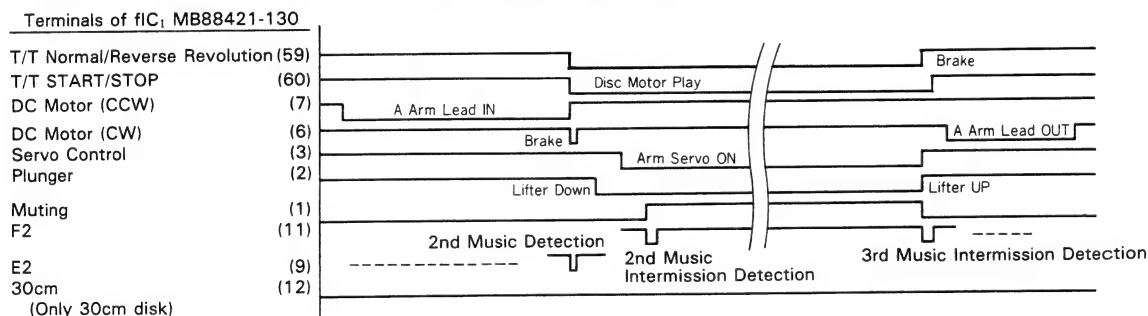 Terminals of fIC₁ MB88421-130
T/T Normal/Reverse Revolution (59)
Brake
T/T START/STOP (60)
Disc Motor Play
DC Motor (CCW) (7)
A Arm Lead IN
DC Motor (CW) (6)
Brake
A Arm Lead OUT
Servo Control (3)
Arm Servo ON
Plunger (2)
Lifter Down
Lifter UP
Muting (1)
F2 (11)
2nd Music Detection
2nd Music
Intermission Detection
3rd Music Intermission Detection
E2 (9)
30cm (12)
(Only 30cm disk)